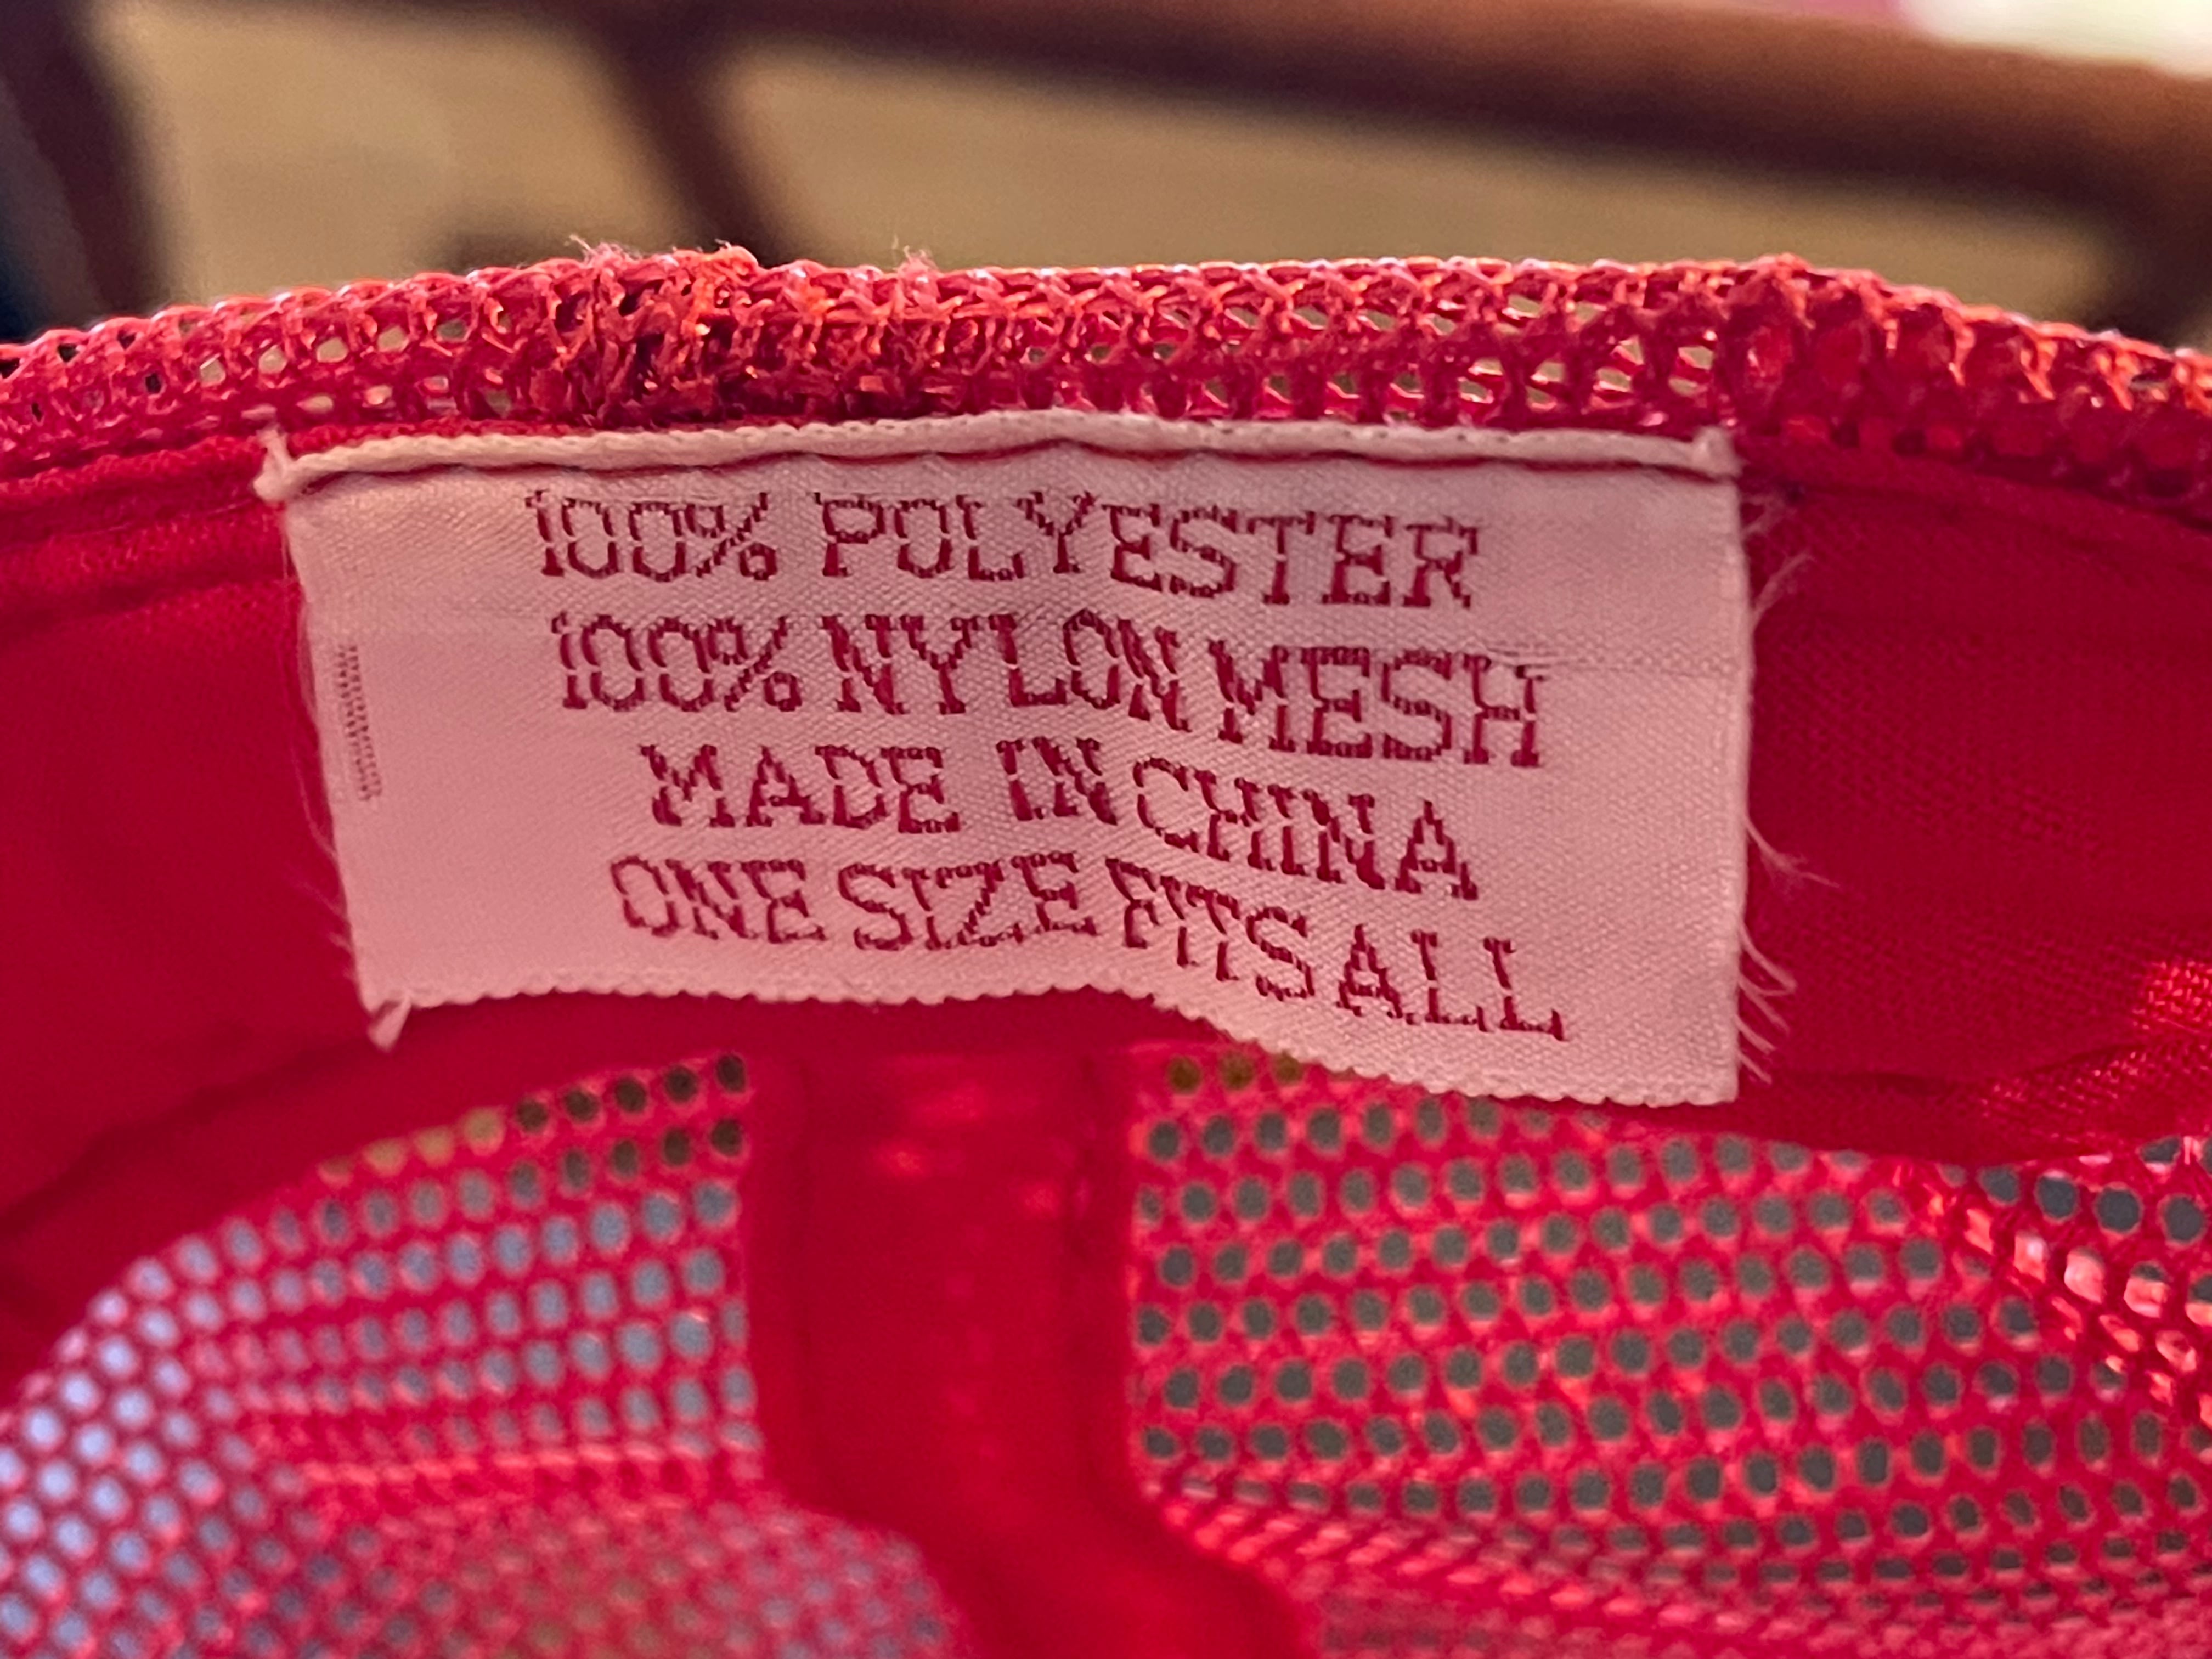 100% POLYESTER
100% NYLON MESH
MADE IN CHINA
ONE SIZE FITS ALL